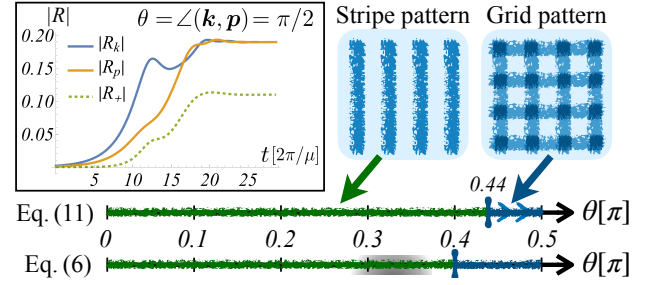 |R| θ = ∠(k, p) = π/2
0.20
|R_k|
0.15
|R_p|
0.10
|R_+|
0.05
t [2π/μ]
5 10 15 20 25
Stripe pattern Grid pattern
0.44
Eq. (11) θ[π]
0 0.1 0.2 0.3 0.4 0.5
Eq. (6) θ[π]